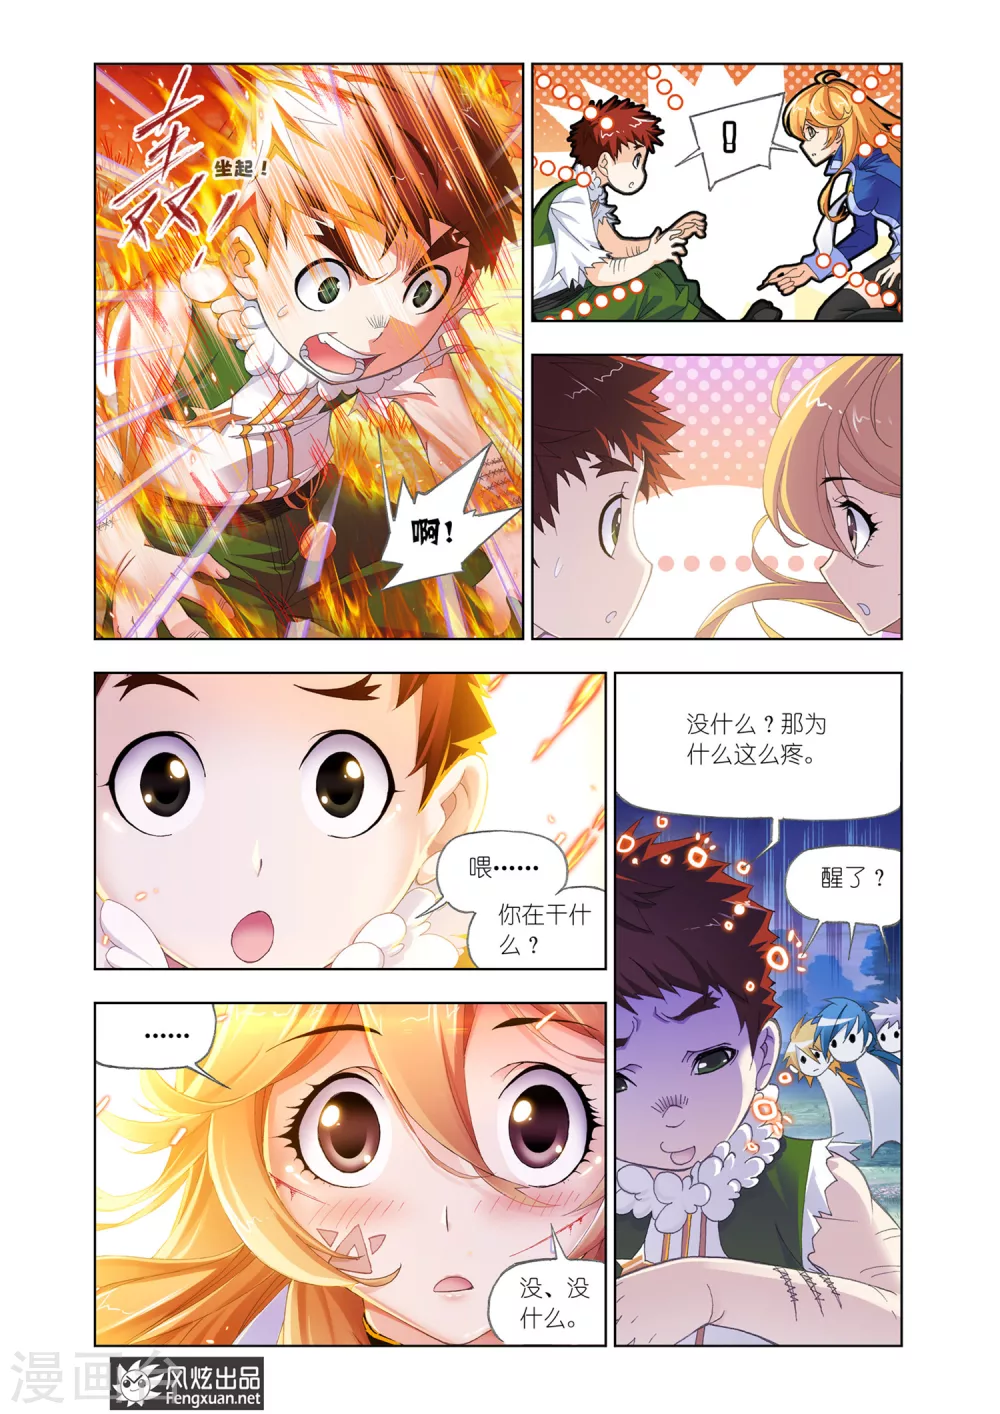 坐起！
啊！
！
喂……
你在干什
么？
……
没、没
什么。
没什么？那为
什么这么疼。
醒了？
漫画台
风炫出品
Fengxuan.net